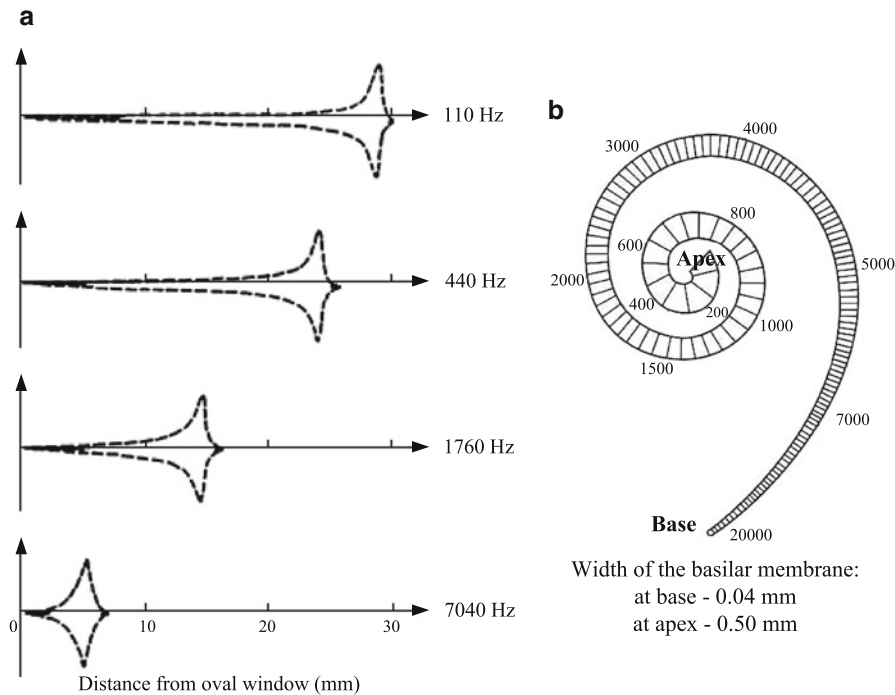 a
110 Hz
440 Hz
1760 Hz
7040 Hz
0
10
20
30
Distance from oval window (mm)
b
4000
3000
800
600
Apex
5000
2000
400
200
1000
1500
7000
Base
20000
Width of the basilar membrane:
at base - 0.04 mm
at apex - 0.50 mm